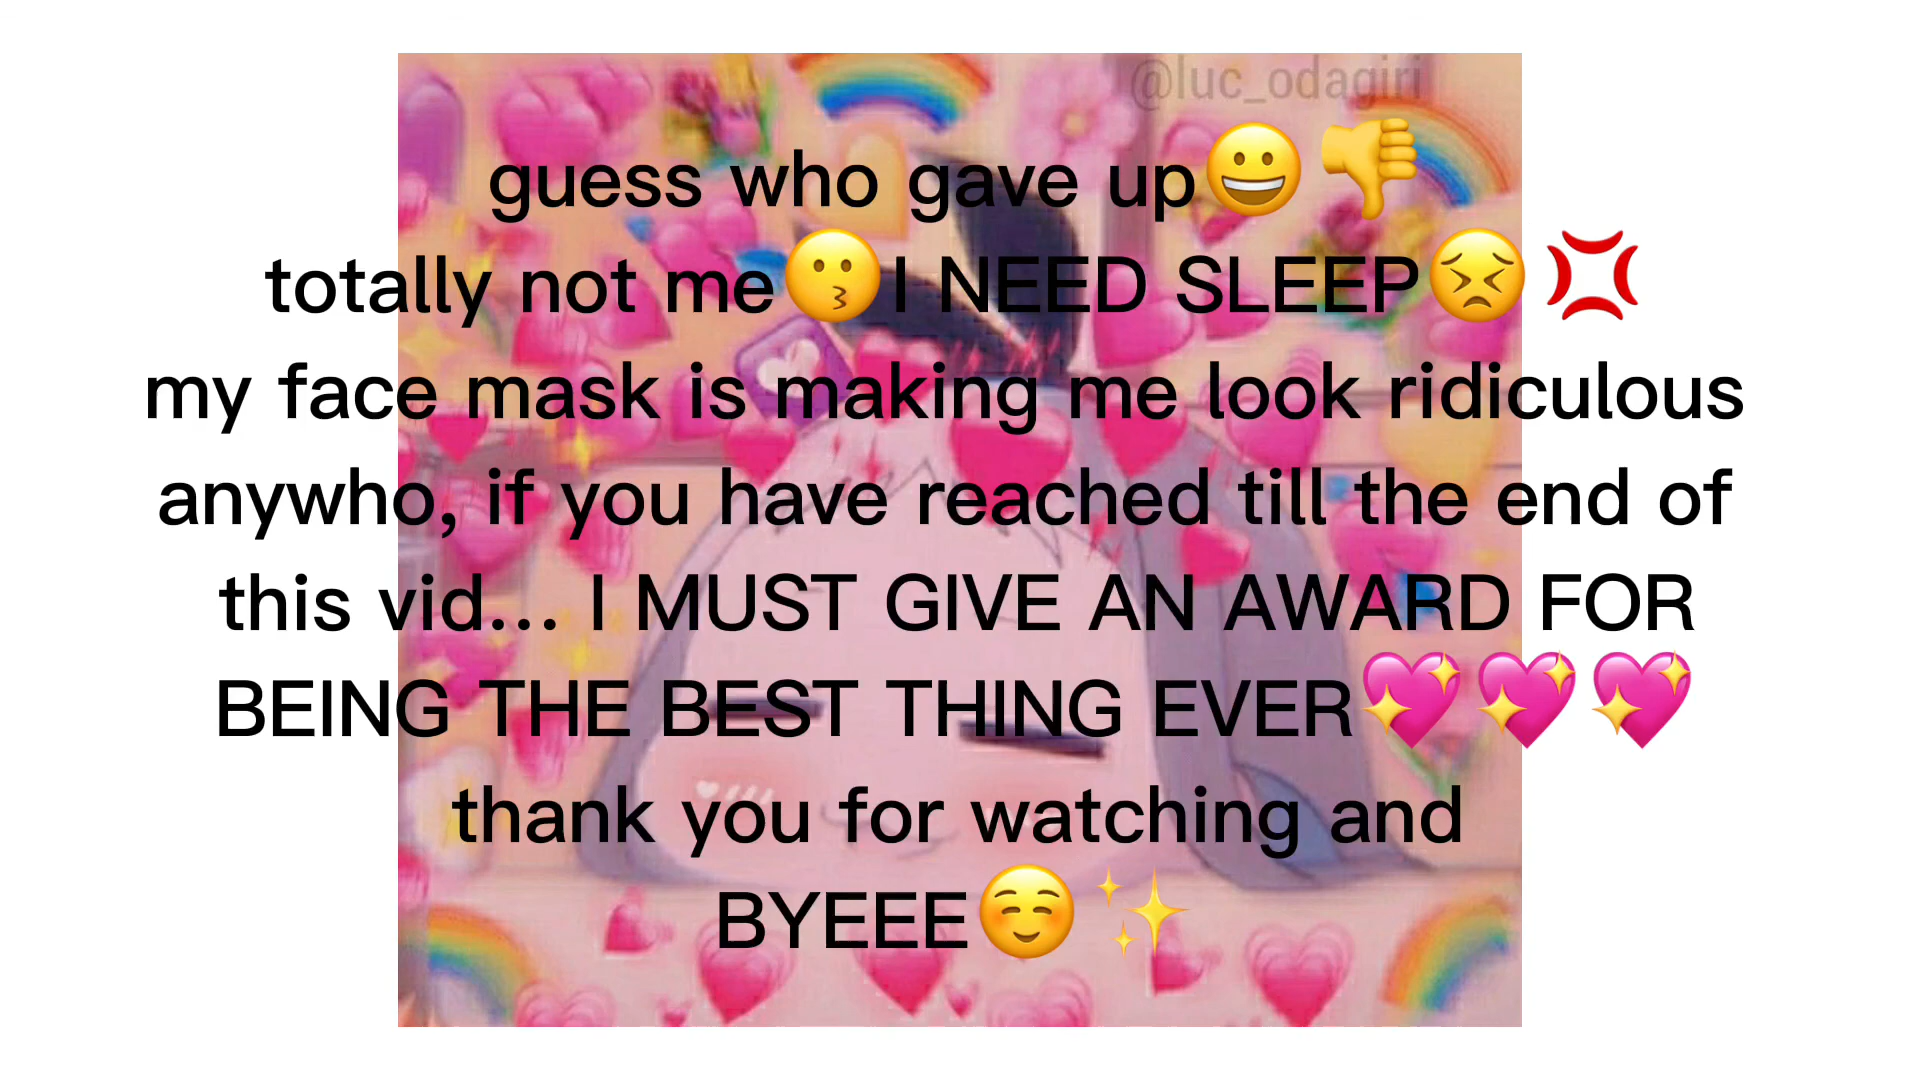 @luc_odagiri
guess who gave up😀👎
totally not me😗I NEED SLEEP😣💢
my face mask is making me look ridiculous
anywho, if you have reached till the end of
this vid... I MUST GIVE AN AWARD FOR
BEING THE BEST THING EVER💖💖💖
thank you for watching and
BYEEE☺️✨